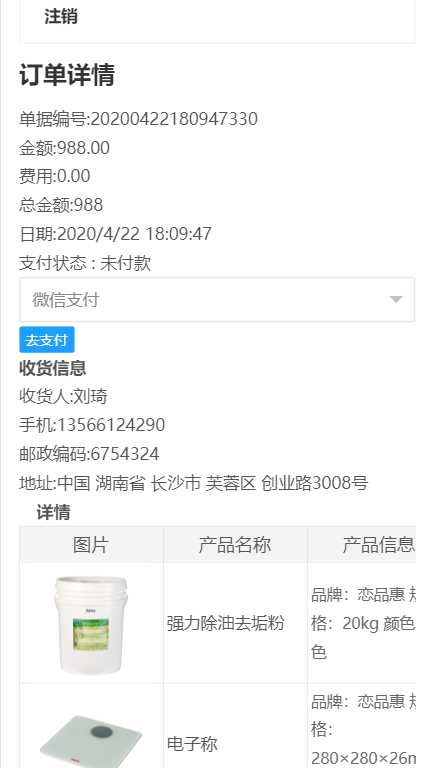 注销
订单详情
单据编号:20200422180947330
金额:988.00
费用:0.00
总金额:988
日期:2020/4/22 18:09:47
支付状态 : 未付款
微信支付
去支付
收货信息
收货人:刘琦
手机:13566124290
邮政编码:6754324
地址:中国 湖南省 长沙市 芙蓉区 创业路3008号
详情
图片 产品名称 产品信息
强力除油去垢粉
品牌：恋品惠
格：20kg 颜色
色
电子称
品牌：恋品惠
格：
280×280×26m